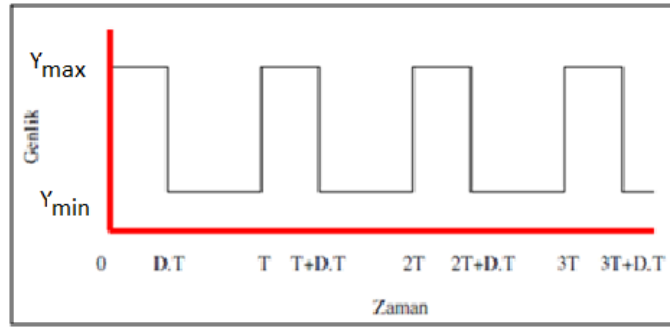 Ymax
Genlik
Ymin
0 D.T T T+D.T 2T 2T+D.T 3T 3T+D.T
Zaman